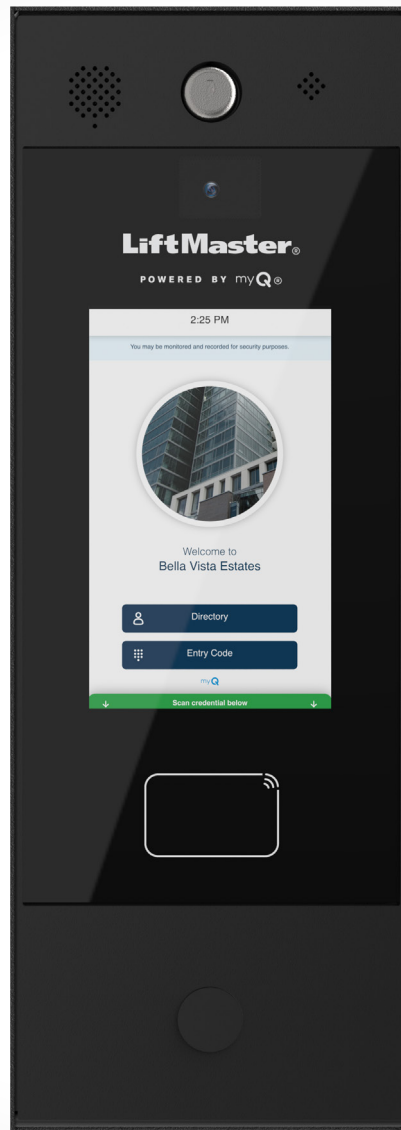 LiftMaster®
POWERED BY myQ®
2:25 PM
You may be monitored and recorded for security purposes.
Welcome to
Bella Vista Estates
Directory
Entry Code
myQ
Scan credential below